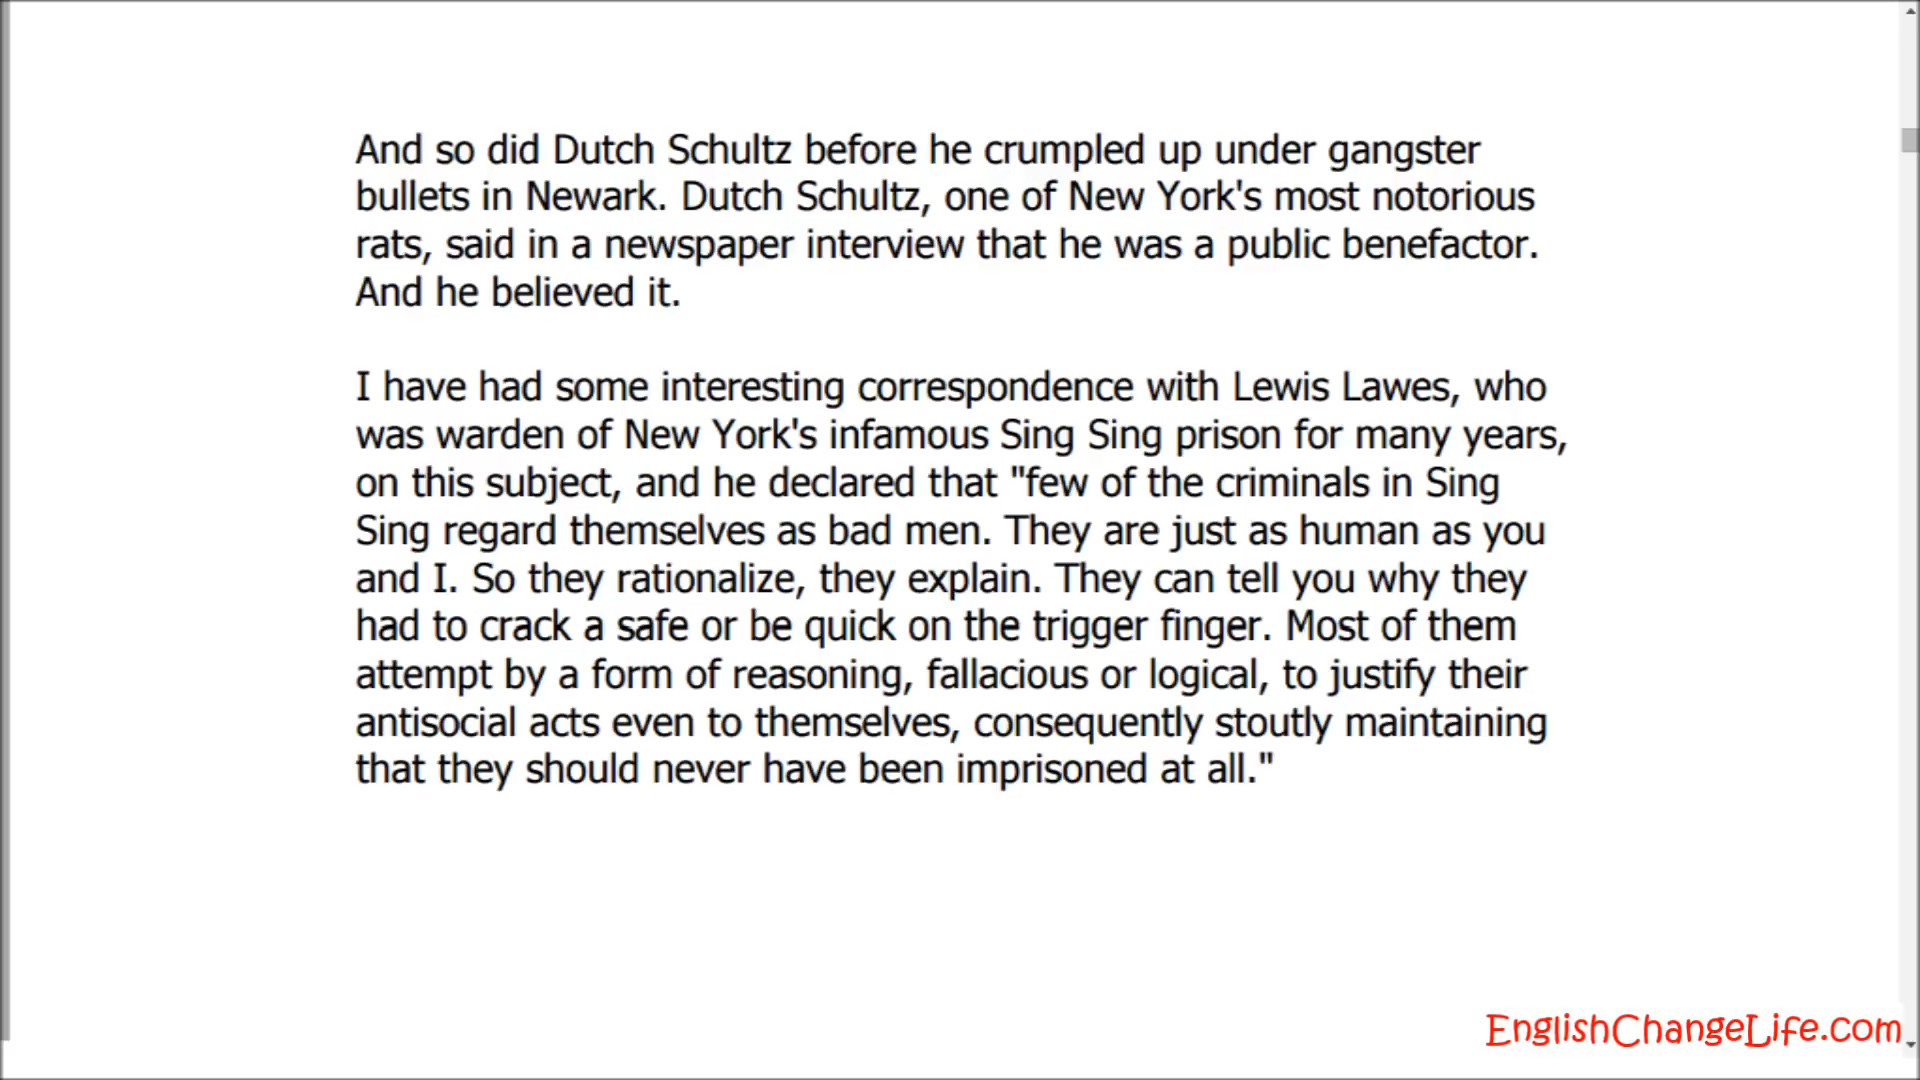 And so did Dutch Schultz before he crumpled up under gangster
bullets in Newark. Dutch Schultz, one of New York's most notorious
rats, said in a newspaper interview that he was a public benefactor.
And he believed it.
I have had some interesting correspondence with Lewis Lawes, who
was warden of New York's infamous Sing Sing prison for many years,
on this subject, and he declared that "few of the criminals in Sing
Sing regard themselves as bad men. They are just as human as you
and I. So they rationalize, they explain. They can tell you why they
had to crack a safe or be quick on the trigger finger. Most of them
attempt by a form of reasoning, fallacious or logical, to justify their
antisocial acts even to themselves, consequently stoutly maintaining
that they should never have been imprisoned at all."
EnglishChangeLife.com